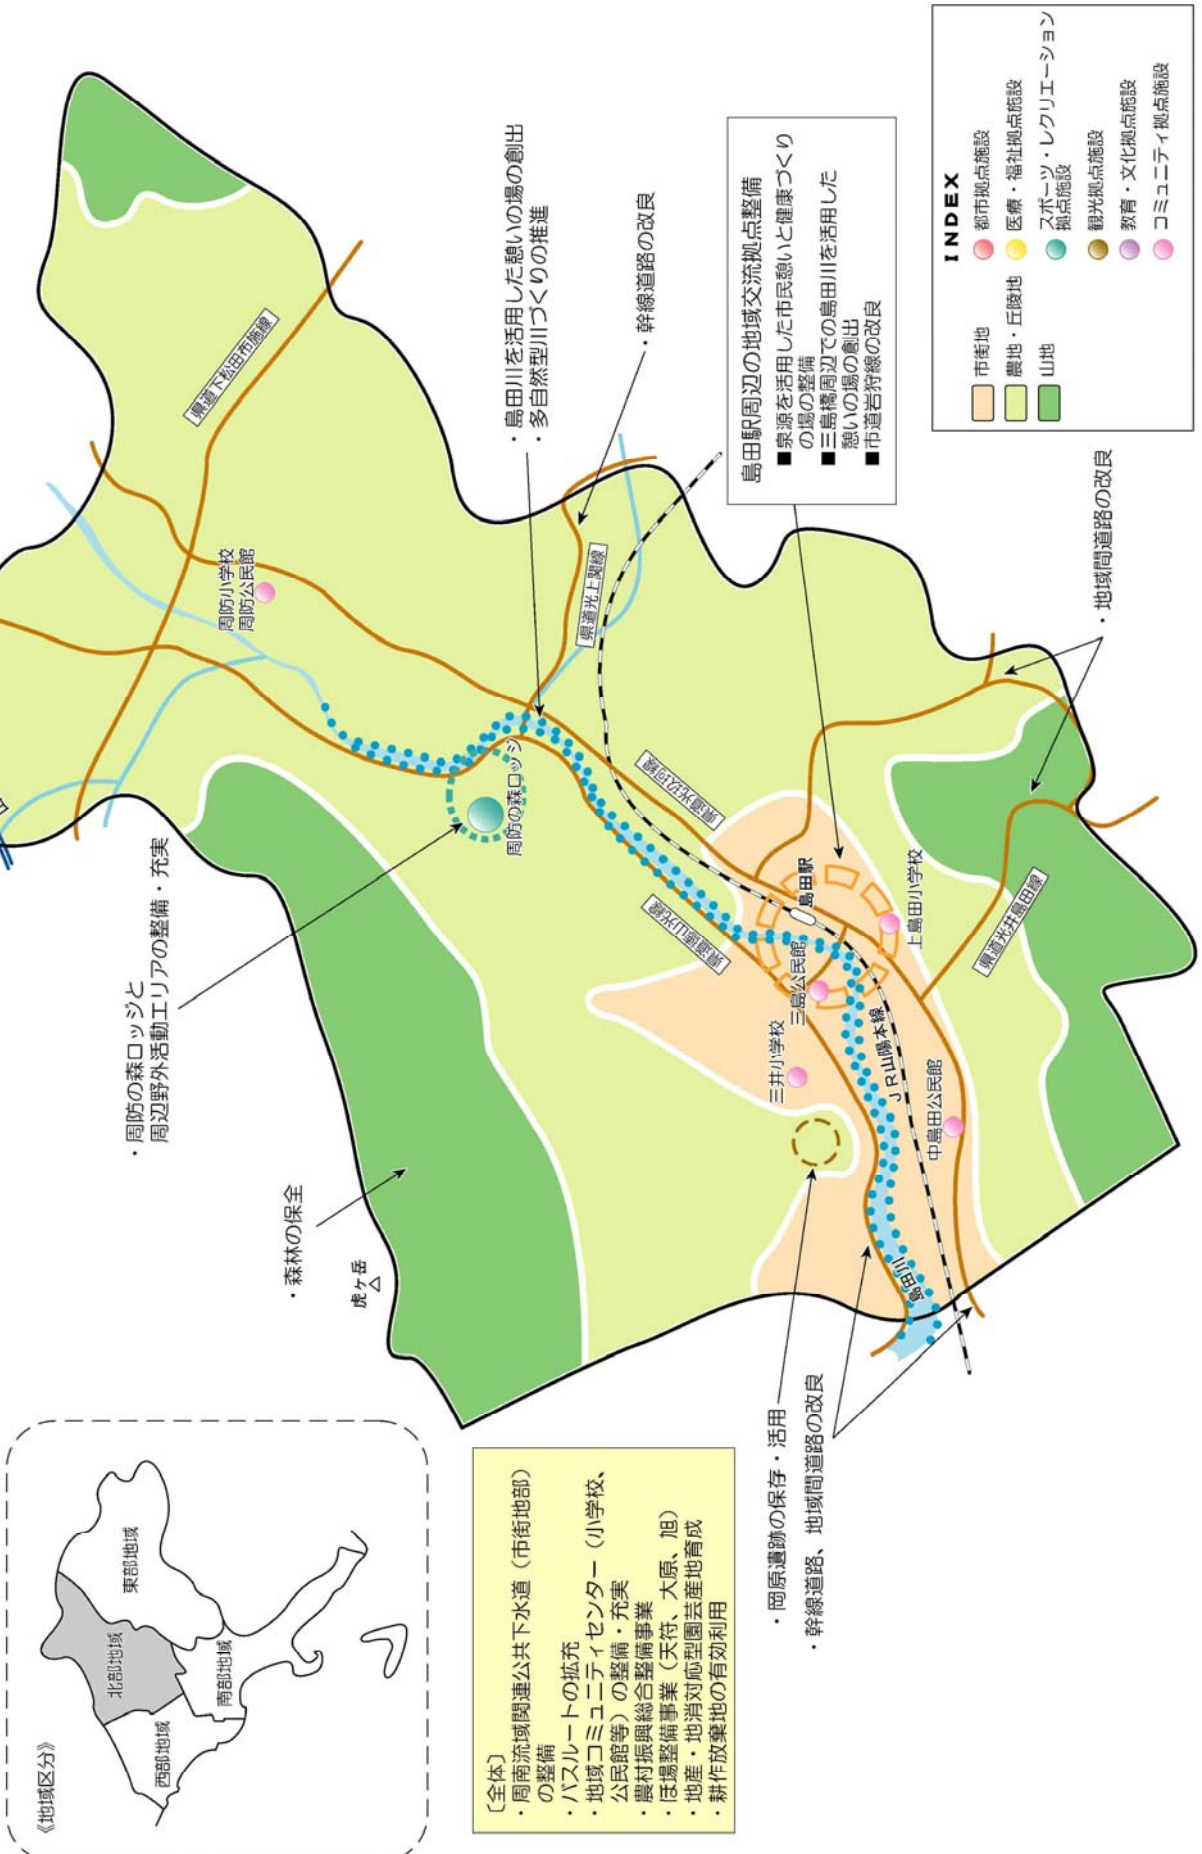 《地域区分》
北部地域
東部地域
西部地域
南部地域
〔全体〕
・周南流域関連公共下水道（市街地部）
の整備
・バスルートの拡充
・地域コミュニティセンター（小学校、
公民館等）の整備・充実
・農村振興総合整備事業
・ほ場整備事業（天符、大原、旭）
・地産・地消対応型園芸産地育成
・耕作放棄地の有効利用
・周防の森ロッジと
周辺野外活動エリアの整備・充実
・森林の保全
虎ヶ岳
△
・岡原遺跡の保存・活用
・幹線道路、地域間道路の改良
県道下松田布施線
周防小学校
周防公民館
周防の森ロッジ
県道光上関線
県道徳山光線
島田駅
三島公民館
三井小学校
上島田小学校
JR山陽本線
中島田公民館
島田川
県道光井島田線
・島田川を活用した憩いの場の創出
・多自然型川づくりの推進
・幹線道路の改良
島田駅周辺の地域交流拠点整備
■泉源を活用した市民憩いと健康づくり
の場の整備
■三島橋周辺での島田川を活用した
憩いの場の創出
■市道岩狩線の改良
・地域間道路の改良
INDEX
市街地
農地・丘陵地
山地
都市拠点施設
医療・福祉拠点施設
スポーツ・レクリエーション
拠点施設
観光拠点施設
教育・文化拠点施設
コミュニティ拠点施設